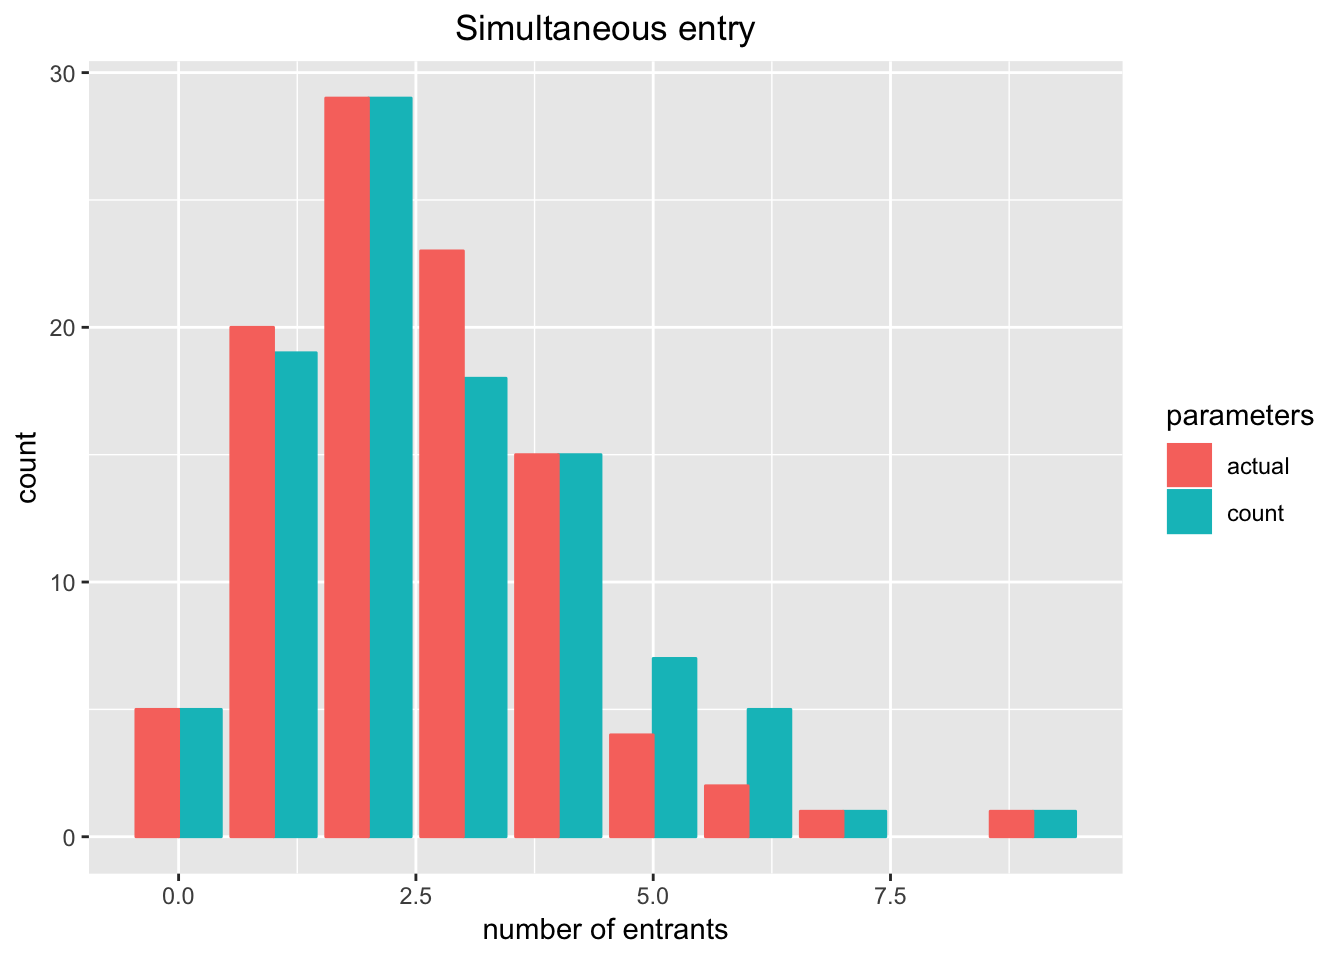 Simultaneous entry
30
20
10
0
count
0.0
2.5
5.0
7.5
number of entrants
parameters
actual
count